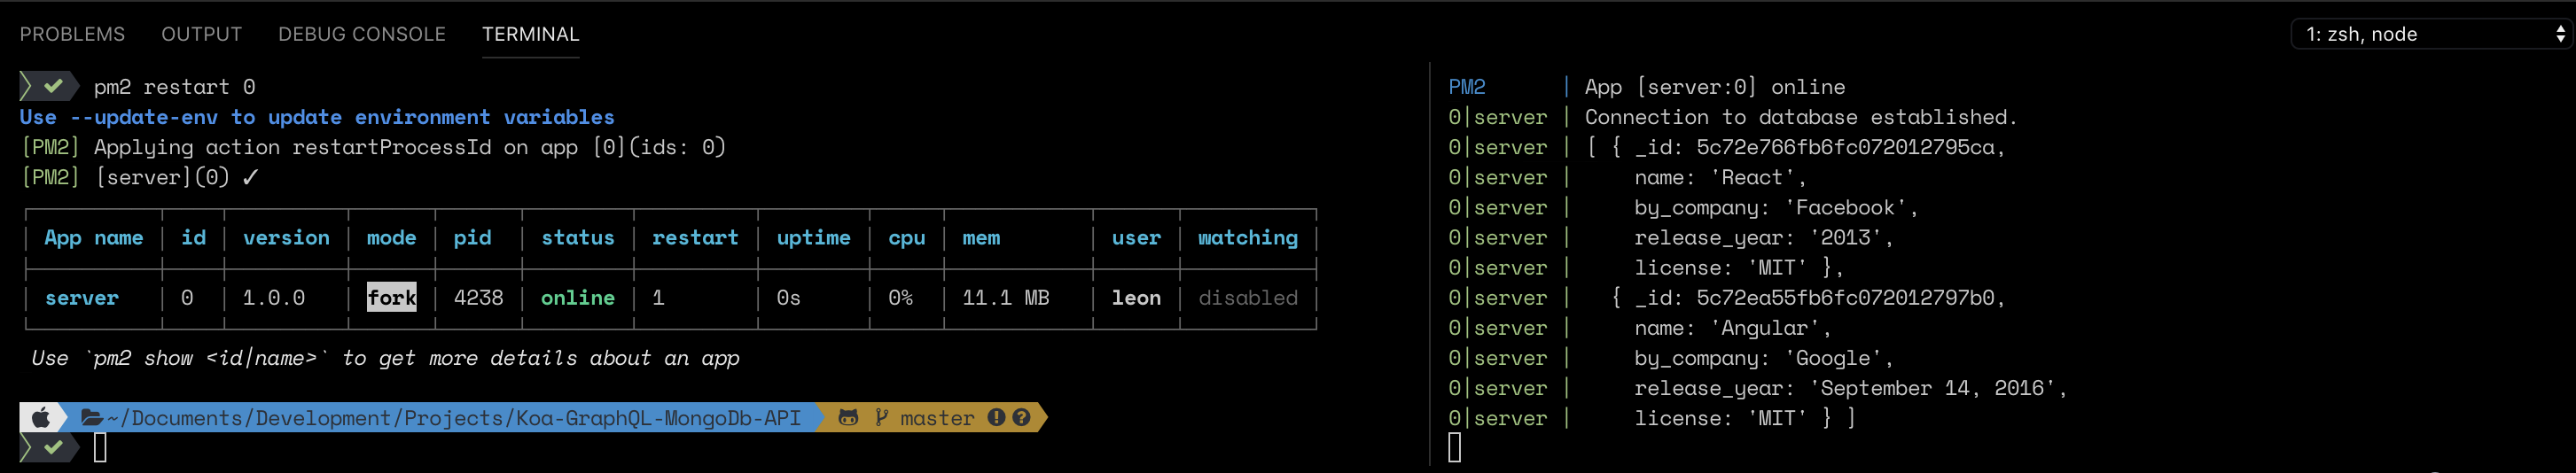 PROBLEMS OUTPUT DEBUG CONSOLE TERMINAL
1: zsh, node
pm2 restart 0
Use --update-env to update environment variables
[PM2] Applying action restartProcessId on app [0](ids: 0)
[PM2] [server](0) ✓
App name │ id │ version │ mode │ pid │ status │ restart │ uptime │ cpu │ mem │ user │ watching
server │ 0 │ 1.0.0 │ fork │ 4238 │ online │ 1 │ 0s │ 0% │ 11.1 MB │ leon │ disabled
Use `pm2 show <id|name>` to get more details about an app
~/Documents/Development/Projects/Koa-GraphQL-MongoDb-API master
PM2 | App [server:0] online
0|server | Connection to database established.
0|server | [ { _id: 5c72e766fb6fc072012795ca,
0|server | name: 'React',
0|server | by_company: 'Facebook',
0|server | release_year: '2013',
0|server | license: 'MIT' },
0|server | { _id: 5c72ea55fb6fc072012797b0,
0|server | name: 'Angular',
0|server | by_company: 'Google',
0|server | release_year: 'September 14, 2016',
0|server | license: 'MIT' } ]